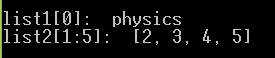 list1[0]:  physics
list2[1:5]:  [2, 3, 4, 5]